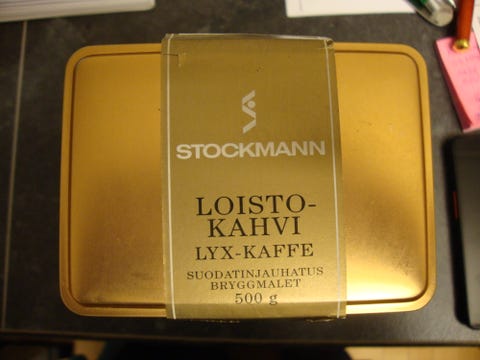 STOCKMANN
LOISTO-
KAHVI
LYX-KAFFE
SUODATINJAUHATUS
BRYGGMALET
500 g